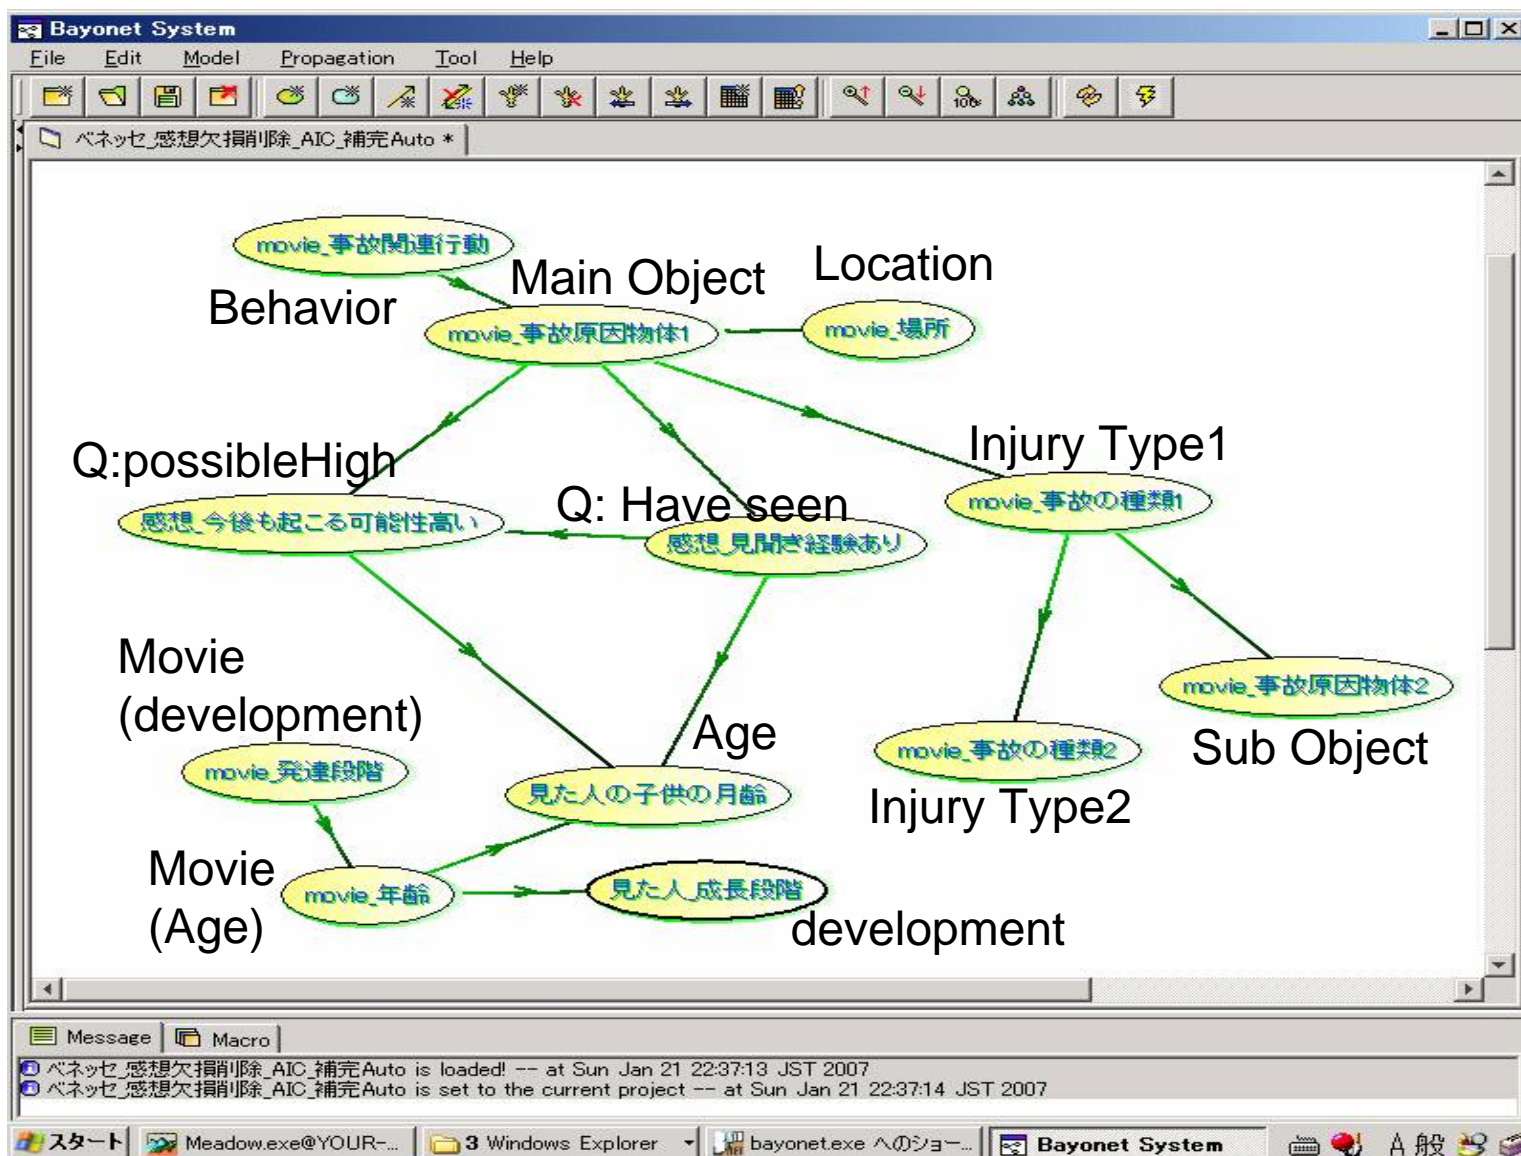 Bayonet System
File Edit Model Propagation Tool Help
ベネッセ_感想欠損削除_AIC_補完Auto *
movie_事故関連行動
Behavior
Main Object
Location
movie_事故原因物体1
movie_場所
Q:possibleHigh
Q: Have seen
Injury Type1
感想_今後も起こる可能性高い
感想_見聞き経験あり
movie_事故の種類1
Movie
(development)
Age
movie_事故原因物体2
Sub Object
movie_発達段階
見た人の子供の月齢
movie_事故の種類2
Injury Type2
Movie
(Age)
movie_年齢
見た人_成長段階
development
Message Macro
ベネッセ_感想欠損削除_AIC_補完Auto is loaded! -- at Sun Jan 21 22:37:13 JST 2007
ベネッセ_感想欠損削除_AIC_補完Auto is set to the current project -- at Sun Jan 21 22:37:14 JST 2007
スタート Meadow.exe@YOUR-... 3 Windows Explorer bayonet.exe へのショー... Bayonet System A 般